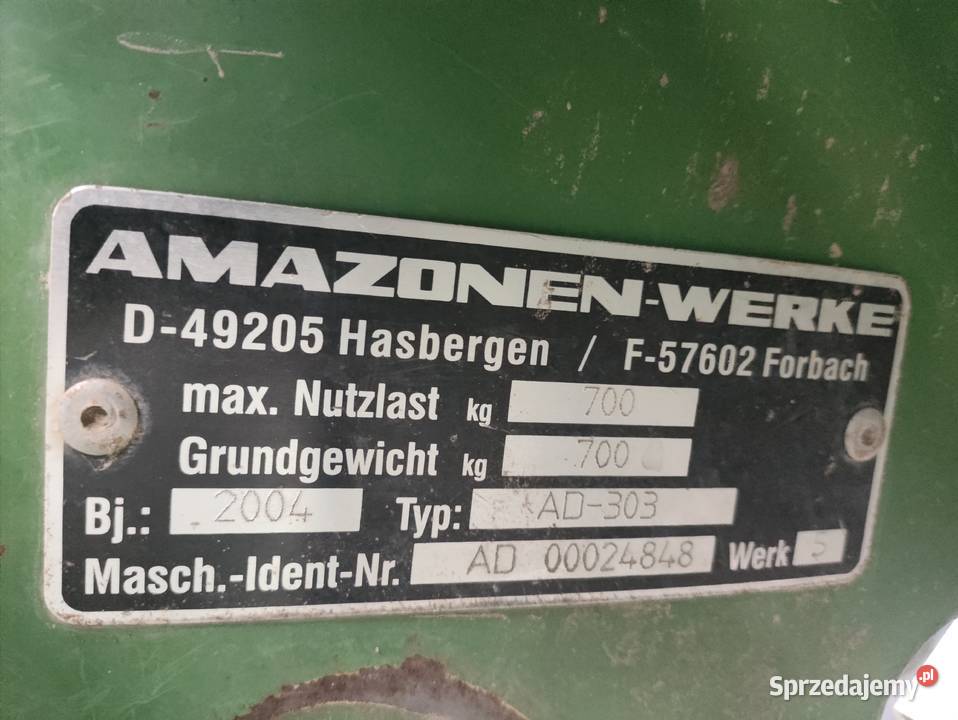 AMAZONEN-WERKE
D-49205 Hasbergen / F-57602 Forbach
max. Nutzlast kg 700
Grundgewicht kg 700
Bj.: 2004 Typ: AD-303
Masch.-Ident-Nr. AD 00024848 Werk 5
Sprzedajemy.pl